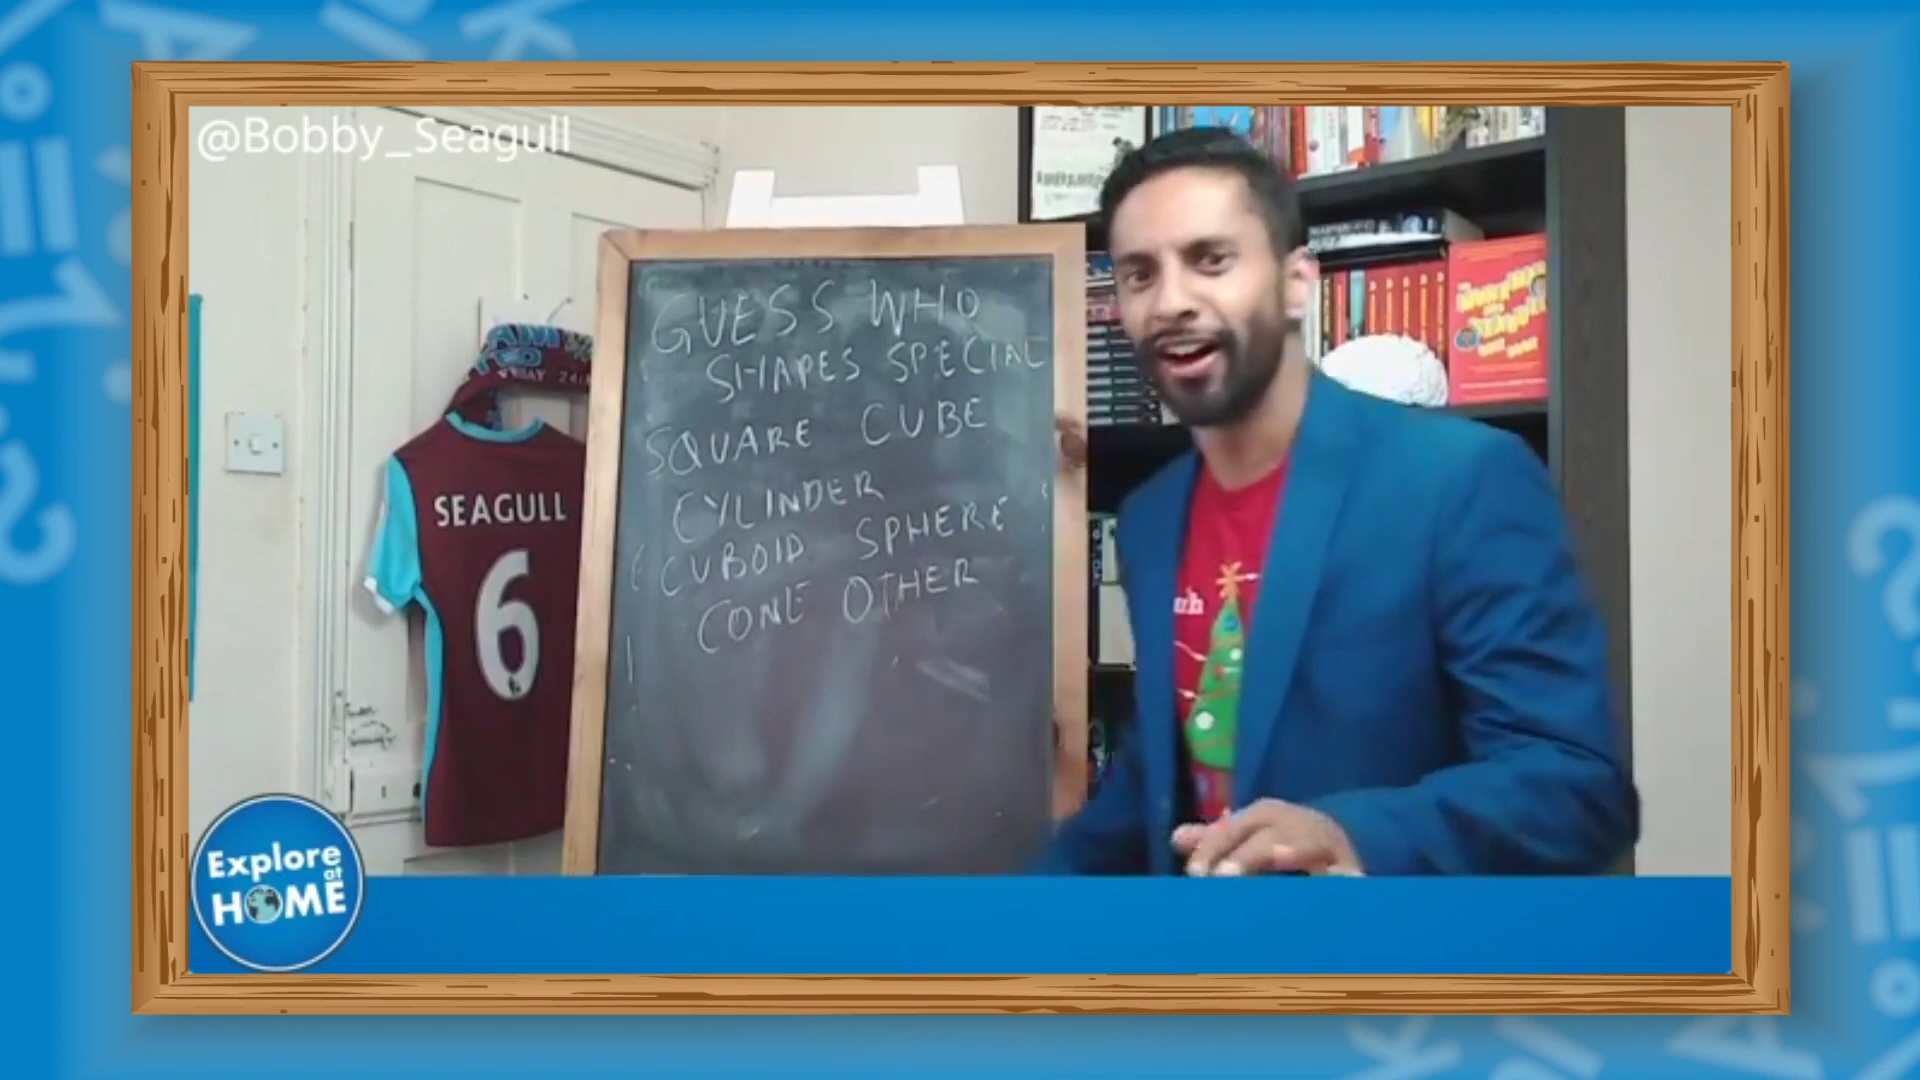 @Bobby_Seagull
GUESS WHO
SHAPES SPECIAL
SQUARE CUBE
CYLINDER
CUBOID SPHERE
CONE OTHER
SEAGULL
6
Explore
at
HOME